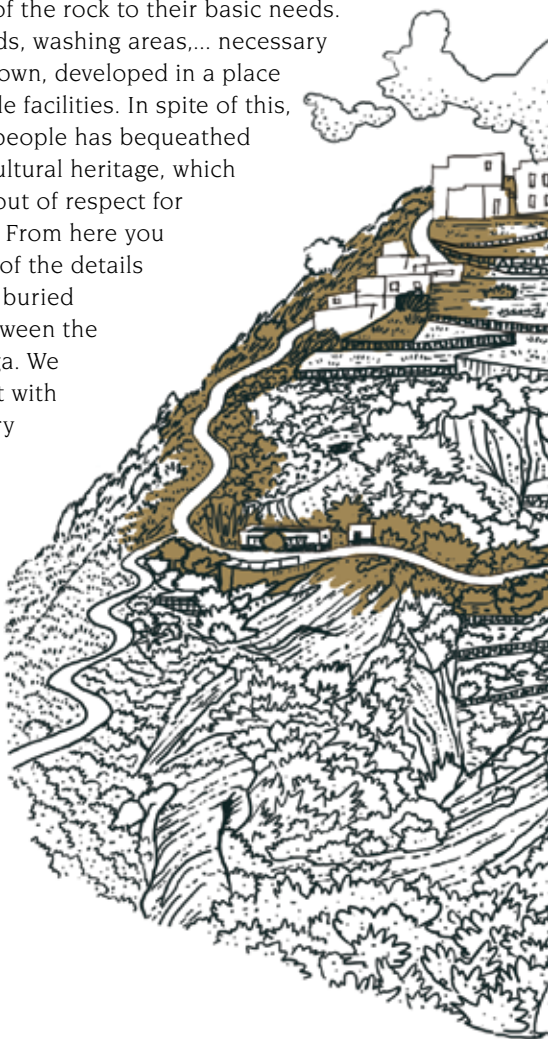 of the rock to their basic needs.
ds, washing areas,... necessary
own, developed in a place
le facilities. In spite of this,
people has bequeathed
ultural heritage, which
out of respect for
From here you
of the details
buried
ween the
a. We
t with
ry